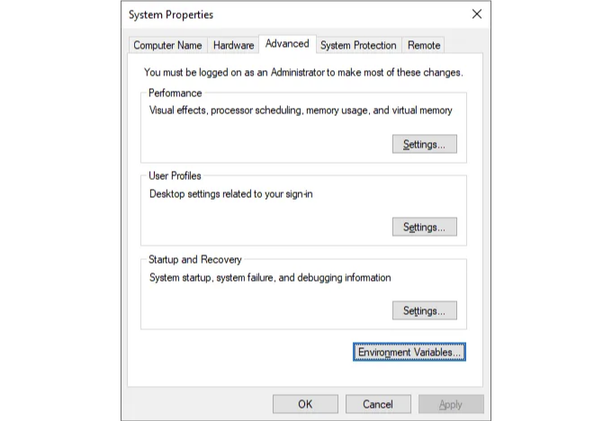 System Properties
Computer Name Hardware Advanced System Protection Remote
You must be logged on as an Administrator to make most of these changes.
Performance
Visual effects, processor scheduling, memory usage, and virtual memory
Settings...
User Profiles
Desktop settings related to your sign-in
Settings...
Startup and Recovery
System startup, system failure, and debugging information
Settings...
Environment Variables...
OK Cancel Apply